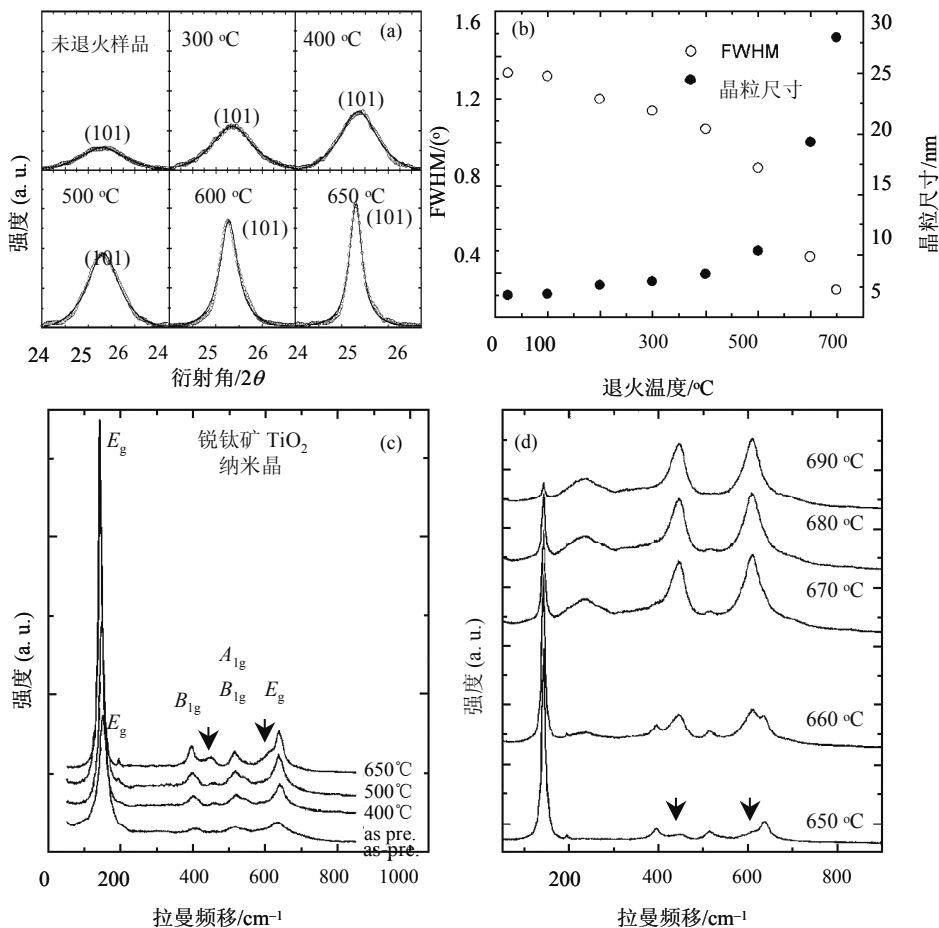 (a)
未退火样品
300 °C
400 °C
(101)
(101)
(101)
500 °C
600 °C
650 °C
(101)
(101)
(101)
强度 (a. u.)
24 25 26 24 25 26 24 25 26
衍射角/2θ
(b)
FWHM
晶粒尺寸
1.6
1.2
0.8
0.4
FWHM/(°)
30
25
20
15
10
5
晶粒尺寸/nm
0 100 300 400 500 700
退火温度/°C
(c)
锐钛矿 TiO2
纳米晶
Eg
Eg
A1g
B1g
B1g
Eg
650℃
500℃
400℃
as pre.
as-pre.
强度 (a. u.)
0 200 400 600 800 1000
拉曼频移/cm–1
(d)
690 °C
680 °C
670 °C
660 °C
650 °C
强度 (a. u.)
200 400 600 800
拉曼频移/cm–1